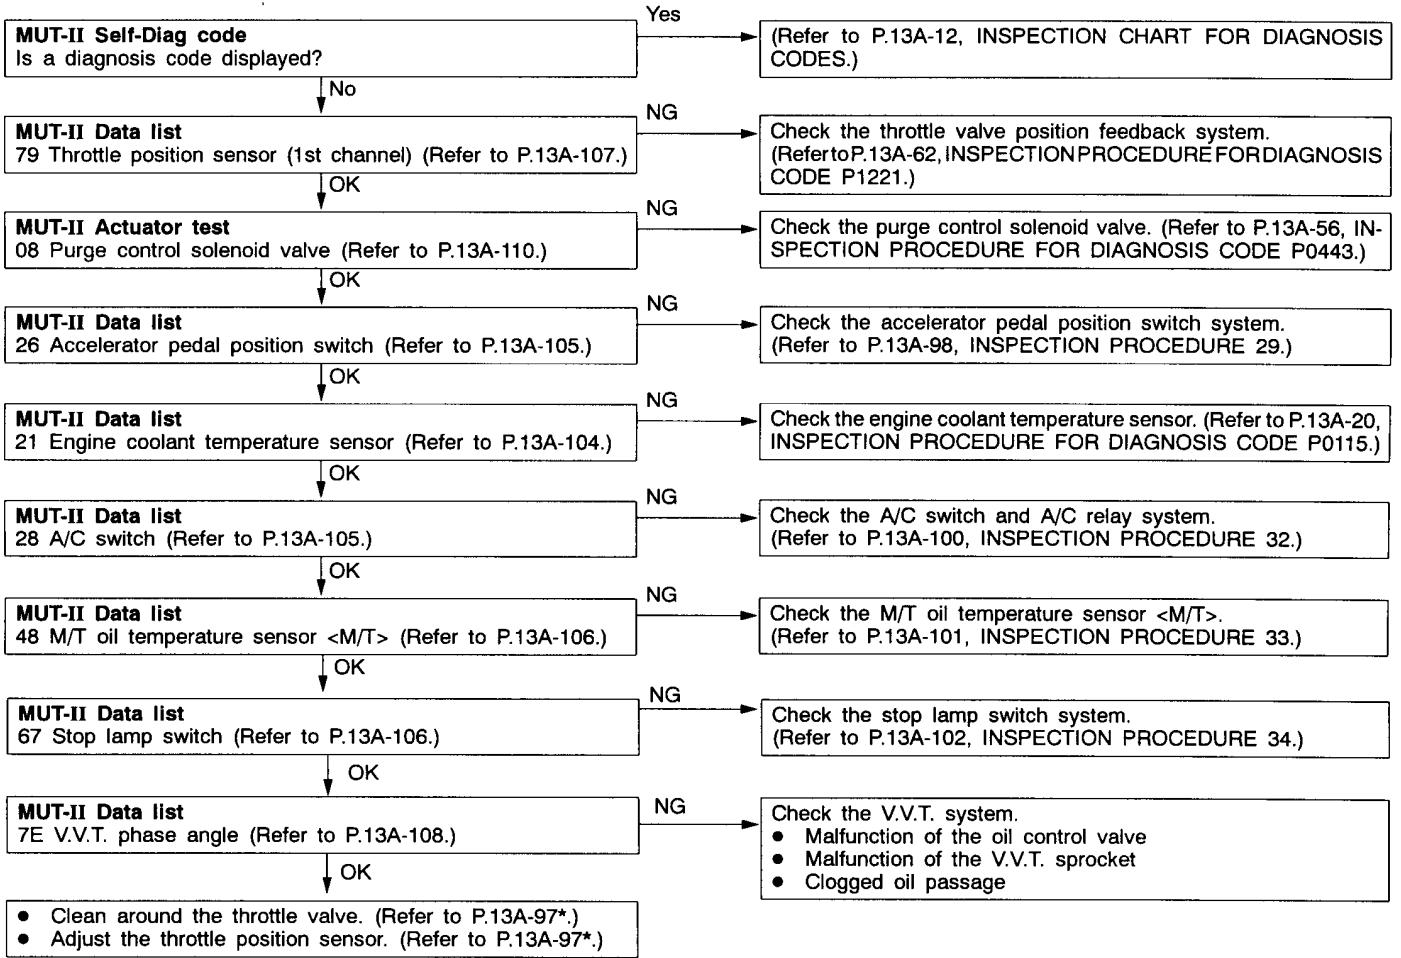 MUT-II Self-Diag code
Is a diagnosis code displayed?
Yes
(Refer to P.13A-12, INSPECTION CHART FOR DIAGNOSIS
CODES.)
No
MUT-II Data list
79 Throttle position sensor (1st channel) (Refer to P.13A-107.)
NG
Check the throttle valve position feedback system.
(Refer to P.13A-62, INSPECTION PROCEDURE FOR DIAGNOSIS
CODE P1221.)
OK
MUT-II Actuator test
08 Purge control solenoid valve (Refer to P.13A-110.)
NG
Check the purge control solenoid valve. (Refer to P.13A-56, IN-
SPECTION PROCEDURE FOR DIAGNOSIS CODE P0443.)
OK
MUT-II Data list
26 Accelerator pedal position switch (Refer to P.13A-105.)
NG
Check the accelerator pedal position switch system.
(Refer to P.13A-98, INSPECTION PROCEDURE 29.)
OK
MUT-II Data list
21 Engine coolant temperature sensor (Refer to P.13A-104.)
NG
Check the engine coolant temperature sensor. (Refer to P.13A-20,
INSPECTION PROCEDURE FOR DIAGNOSIS CODE P0115.)
OK
MUT-II Data list
28 A/C switch (Refer to P.13A-105.)
NG
Check the A/C switch and A/C relay system.
(Refer to P.13A-100, INSPECTION PROCEDURE 32.)
OK
MUT-II Data list
48 M/T oil temperature sensor <M/T> (Refer to P.13A-106.)
NG
Check the M/T oil temperature sensor <M/T>.
(Refer to P.13A-101, INSPECTION PROCEDURE 33.)
OK
MUT-II Data list
67 Stop lamp switch (Refer to P.13A-106.)
NG
Check the stop lamp switch system.
(Refer to P.13A-102, INSPECTION PROCEDURE 34.)
OK
MUT-II Data list
7E V.V.T. phase angle (Refer to P.13A-108.)
NG
Check the V.V.T. system.
● Malfunction of the oil control valve
● Malfunction of the V.V.T. sprocket
● Clogged oil passage
OK
● Clean around the throttle valve. (Refer to P.13A-97*.)
● Adjust the throttle position sensor. (Refer to P.13A-97*.)